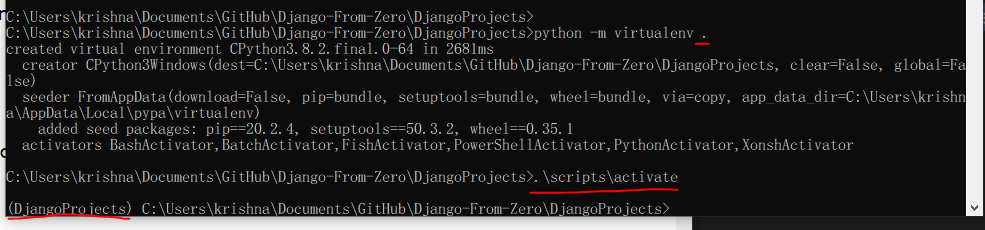 C:\Users\krishna\Documents\GitHub\Django-From-Zero\DjangoProjects>
C:\Users\krishna\Documents\GitHub\Django-From-Zero\DjangoProjects>python -m virtualenv .
created virtual environment CPython3.8.2.final.0-64 in 2681ms
  creator CPython3Windows(dest=C:\Users\krishna\Documents\GitHub\Django-From-Zero\DjangoProjects, clear=False, global=Fa
lse)
  seeder FromAppData(download=False, pip=bundle, setuptools=bundle, wheel=bundle, via=copy, app_data_dir=C:\Users\krishn
a\AppData\Local\pypa\virtualenv)
    added seed packages: pip==20.2.4, setuptools==50.3.2, wheel==0.35.1
  activators BashActivator,BatchActivator,FishActivator,PowerShellActivator,PythonActivator,XonshActivator
C:\Users\krishna\Documents\GitHub\Django-From-Zero\DjangoProjects>.\scripts\activate
(DjangoProjects) C:\Users\krishna\Documents\GitHub\Django-From-Zero\DjangoProjects>